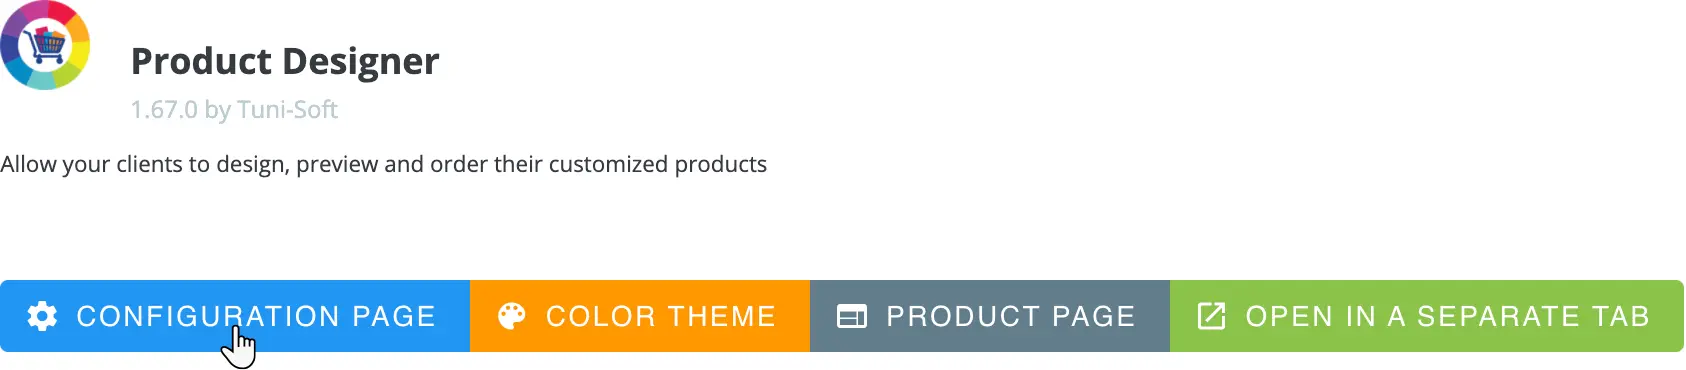 Product Designer
1.67.0 by Tuni-Soft
Allow your clients to design, preview and order their customized products
CONFIGURATION PAGE COLOR THEME PRODUCT PAGE OPEN IN A SEPARATE TAB